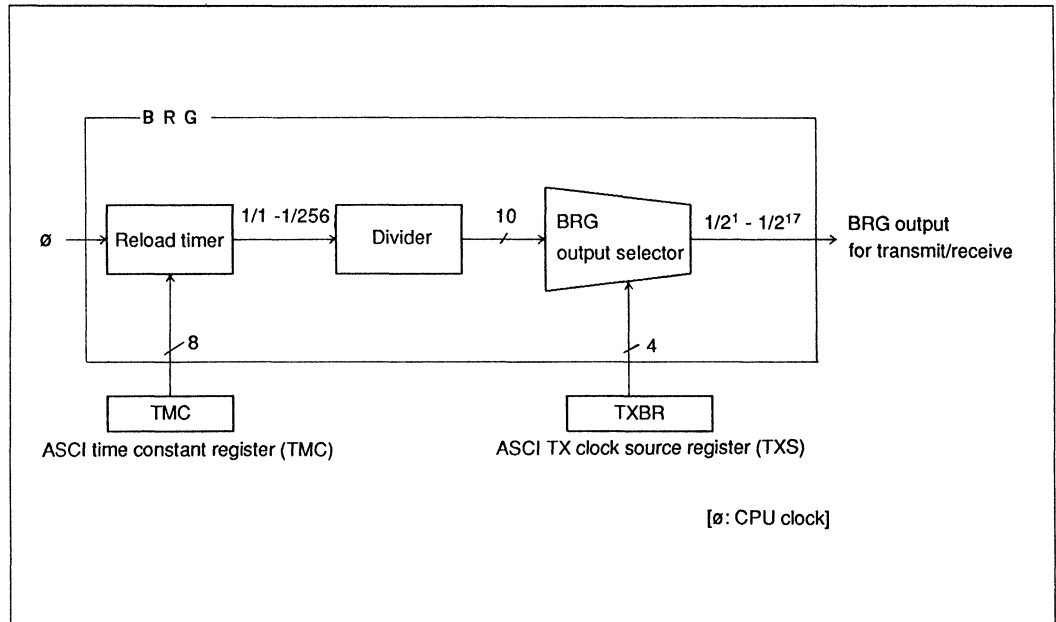 B R G
1/1 -1/256
10
1/2¹ - 1/2¹⁷
ø
Reload timer
Divider
BRG
output selector
BRG output
for transmit/receive
8
4
TMC
TXBR
ASCI time constant register (TMC)
ASCI TX clock source register (TXS)
[ø: CPU clock]